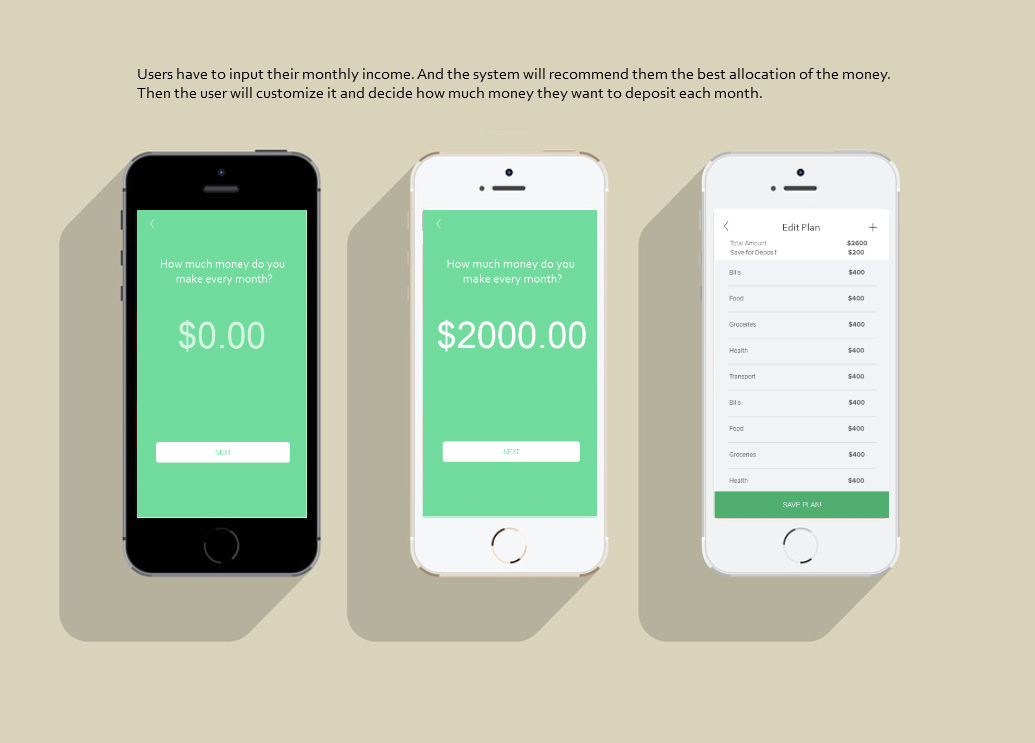 Users have to input their monthly income. And the system will recommend them the best allocation of the money.
Then the user will customize it and decide how much money they want to deposit each month.
How much money do you
make every month?
$0.00
NEXT
How much money do you
make every month?
$2000.00
NEXT
Edit Plan +
Total Amount $2600
Save for Deposit $200
Bills $400
Food $400
Groceries $400
Health $400
Transport $400
Bills $400
Food $400
Groceries $400
Health $400
SAVE PLAN!